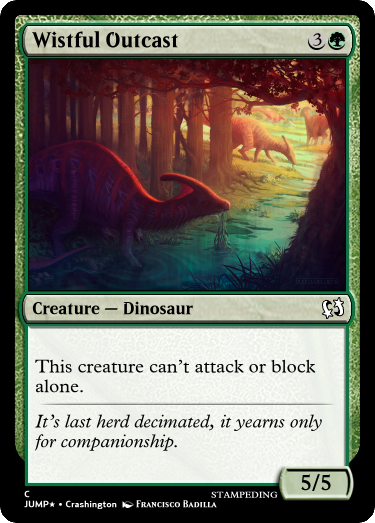 Wistful Outcast 3
Creature — Dinosaur
This creature can't attack or block
alone.
It's last herd decimated, it yearns only
for companionship.
5/5
C
STAMPEDING
JUMP★ • Crashington Francisco Badilla